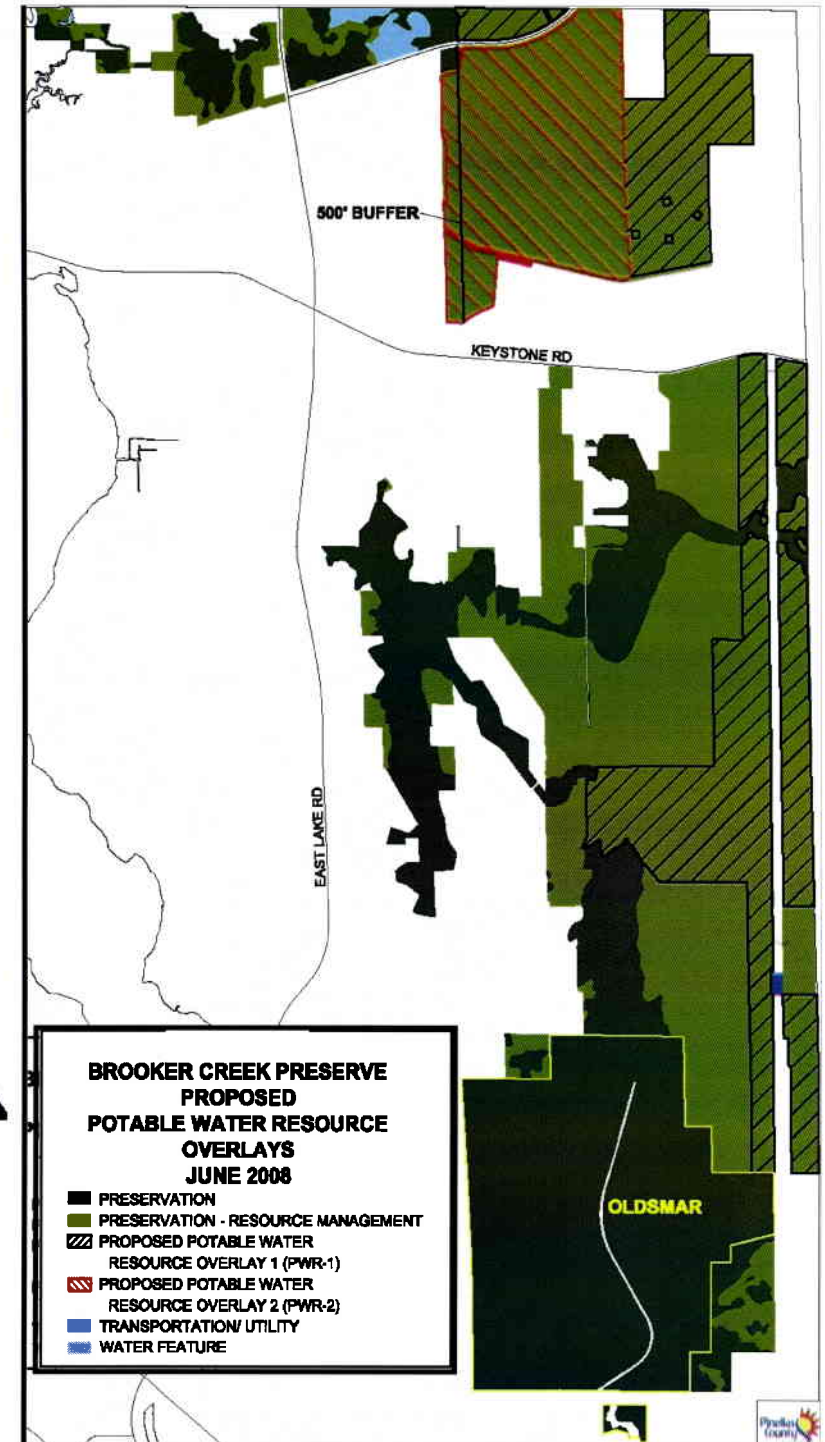 500" BUFFER
KEYSTONE RD
EAST LAKE RD
BROOKER CREEK PRESERVE
PROPOSED
POTABLE WATER RESOURCE
OVERLAYS
JUNE 2008
PRESERVATION
PRESERVATION - RESOURCE MANAGEMENT
PROPOSED POTABLE WATER
RESOURCE OVERLAY 1 (PWR-1)
PROPOSED POTABLE WATER
RESOURCE OVERLAY 2 (PWR-2)
TRANSPORTATION/ UTILITY
WATER FEATURE
OLDSMAR
Pinellas
County